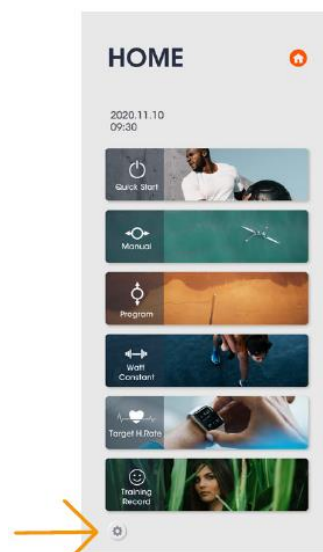 HOME
2020.11.10
09:30
Quick Start
Manual
Program
Watt
Constant
Target H.Rate
Training
Record